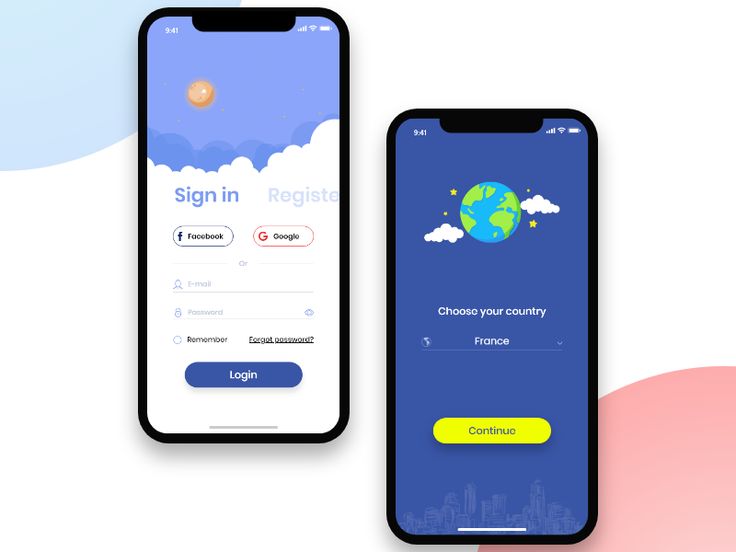 9:41
Sign in Registe
Facebook Google
Or
E-mail
Password
Remember Forgot password?
Login
9:41
Choose your country
France
Continue